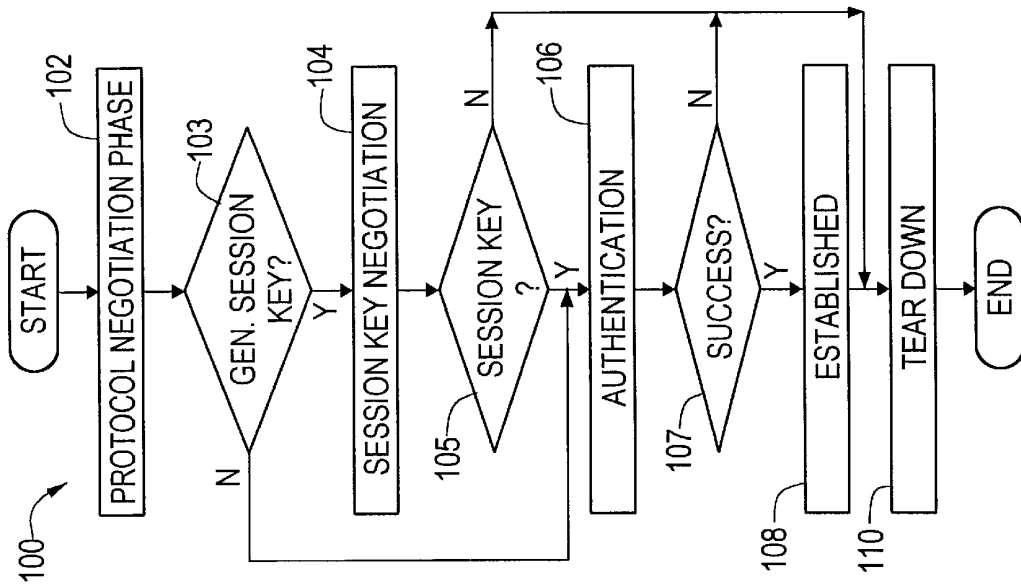 100
START
102
PROTOCOL NEGOTIATION PHASE
103
GEN. SESSION
KEY?
N
Y
104
SESSION KEY NEGOTIATION
105
SESSION KEY
?
N
Y
106
AUTHENTICATION
107
SUCCESS?
N
Y
108
ESTABLISHED
110
TEAR DOWN
END